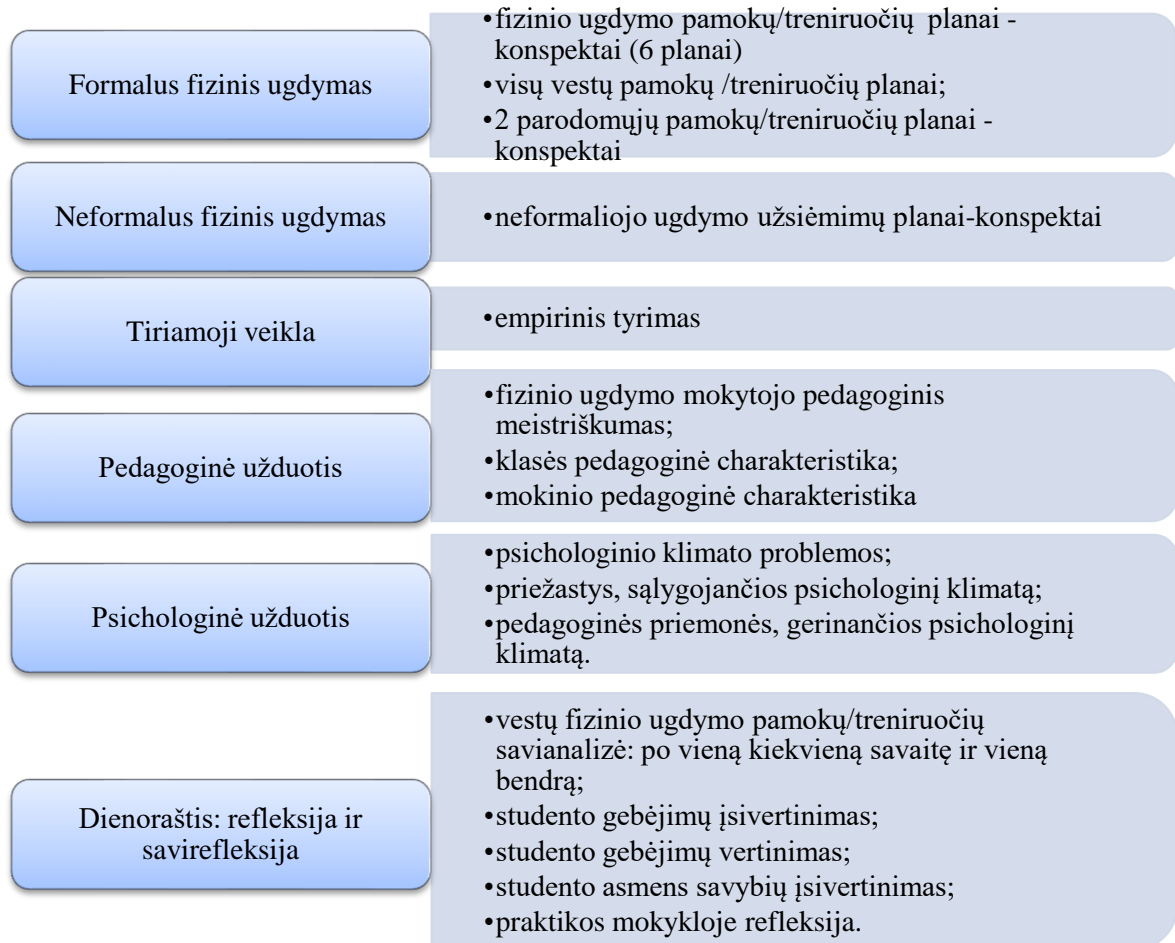 Formalus fizinis ugdymas
•fizinio ugdymo pamokų/treniruočių planai -
konspektai (6 planai)
•visų vestų pamokų /treniruočių planai;
•2 parodomųjų pamokų/treniruočių planai -
konspektai
Neformalus fizinis ugdymas
•neformaliojo ugdymo užsiėmimų planai-konspektai
Tiriamoji veikla
•empirinis tyrimas
Pedagoginė užduotis
•fizinio ugdymo mokytojo pedagoginis
meistriškumas;
•klasės pedagoginė charakteristika;
•mokinio pedagoginė charakteristika
Psichologinė užduotis
•psichologinio klimato problemos;
•priežastys, sąlygojančios psichologinį klimatą;
•pedagoginės priemonės, gerinančios psichologinį
klimatą.
Dienoraštis: refleksija ir
savirefleksija
•vestų fizinio ugdymo pamokų/treniruočių
savianalizė: po vieną kiekvieną savaitę ir vieną
bendrą;
•studento gebėjimų įsivertinimas;
•studento gebėjimų vertinimas;
•studento asmens savybių įsivertinimas;
•praktikos mokykloje refleksija.